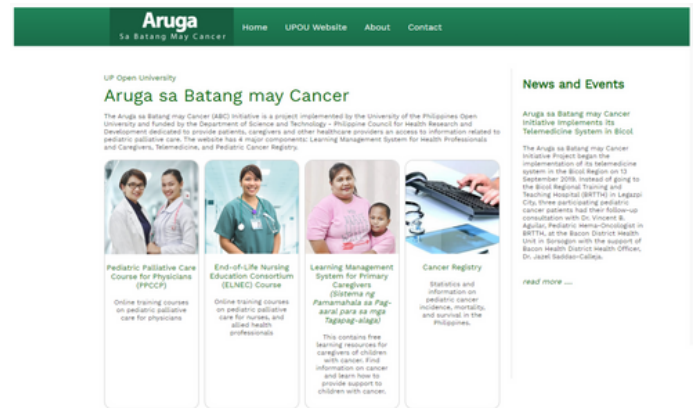 Aruga
Sa Batang May Cancer
Home UPOU Website About Contact
UP Open University
Aruga sa Batang may Cancer
The Aruga sa Batang may Cancer (ABC) Initiative is a project implemented by the University of the Philippines Open
University and funded by the Department of Science and Technology - Philippine Council for Health Research and
Development dedicated to provide patients, caregivers and other healthcare providers an access to information related to
pediatric palliative care. The website has 4 major components: Learning Management System for Health Professionals
and Caregivers, Telemedicine, and Pediatric Cancer Registry.
Pediatric Palliative Care
Course for Physicians
(PPCCP)
Online training courses
on pediatric palliative
care for physicians
End-of-Life Nursing
Education Consortium
(ELNEC) Course
Online training courses
on pediatric palliative
care for nurses, and
allied health
professionals
Learning Management
System for Primary
Caregivers
(Sistema ng
Pamamahala sa Pag-
aaral para sa mga
Tagapag-alaga)
This contains free
learning resources for
caregivers of children
with cancer. Find
information on cancer
and learn how to
provide support to
children with cancer.
Cancer Registry
Statistics and
information on
pediatric cancer
incidence, mortality,
and survival in the
Philippines.
News and Events
Aruga sa Batang may Cancer
Initiative Implements its
Telemedicine System in Bicol
The Aruga sa Batang may Cancer
Initiative Project began the
implementation of its telemedicine
system in the Bicol Region on 13
September 2019. Instead of going to
the Bicol Regional Training and
Teaching Hospital (BRTTH) in Legazpi
City, three participating pediatric
cancer patients had their follow-up
consultation with Dr. Vincent B.
Aguilar, Pediatric Hema-Oncologist in
BRTTH, at the Bacon District Health
Unit in Sorsogon with the support of
Bacon Health District Health Officer,
Dr. Jazel Saddao-Calleja.
read more ....